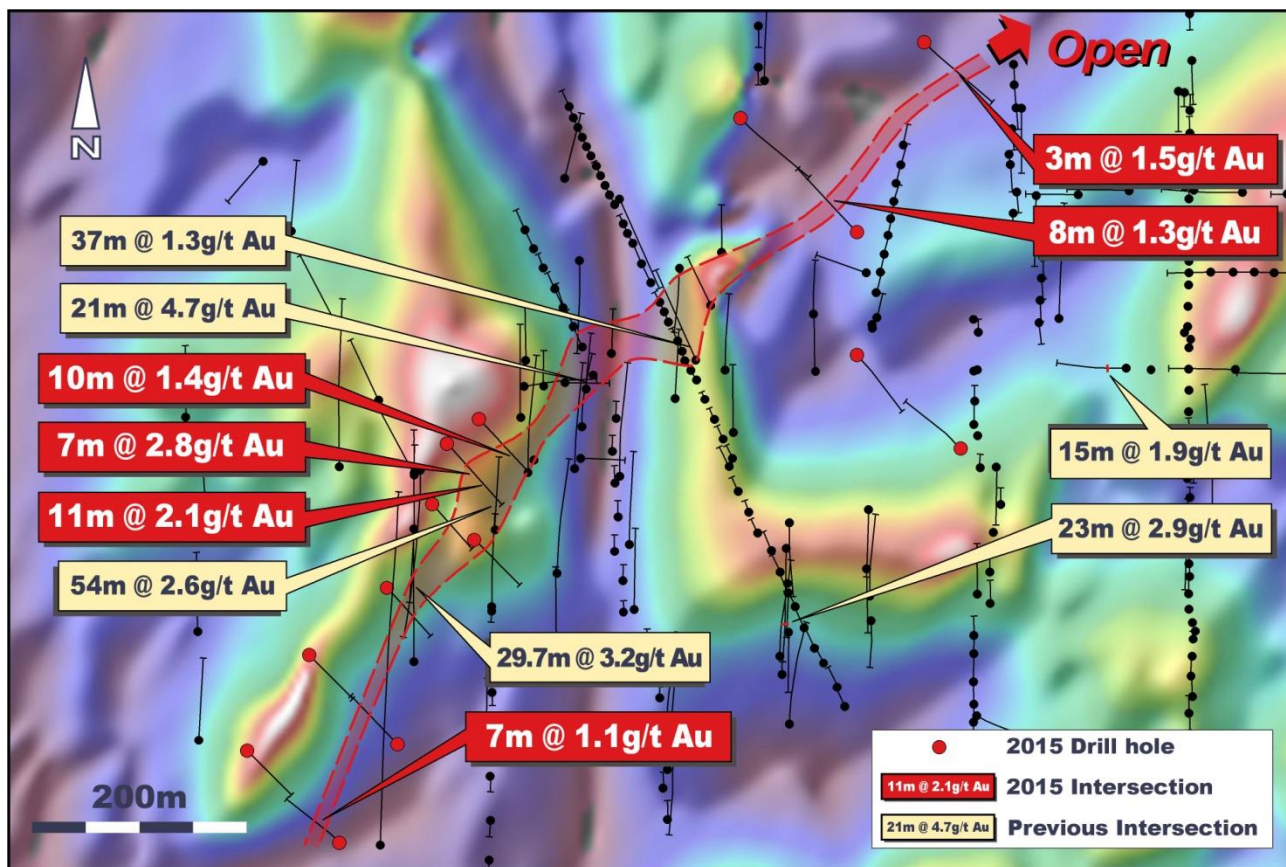 Open
N
3m @ 1.5g/t Au
8m @ 1.3g/t Au
37m @ 1.3g/t Au
21m @ 4.7g/t Au
10m @ 1.4g/t Au
7m @ 2.8g/t Au
11m @ 2.1g/t Au
54m @ 2.6g/t Au
15m @ 1.9g/t Au
23m @ 2.9g/t Au
29.7m @ 3.2g/t Au
7m @ 1.1g/t Au
200m
2015 Drill hole
11m @ 2.1g/t Au 2015 Intersection
21m @ 4.7g/t Au Previous Intersection